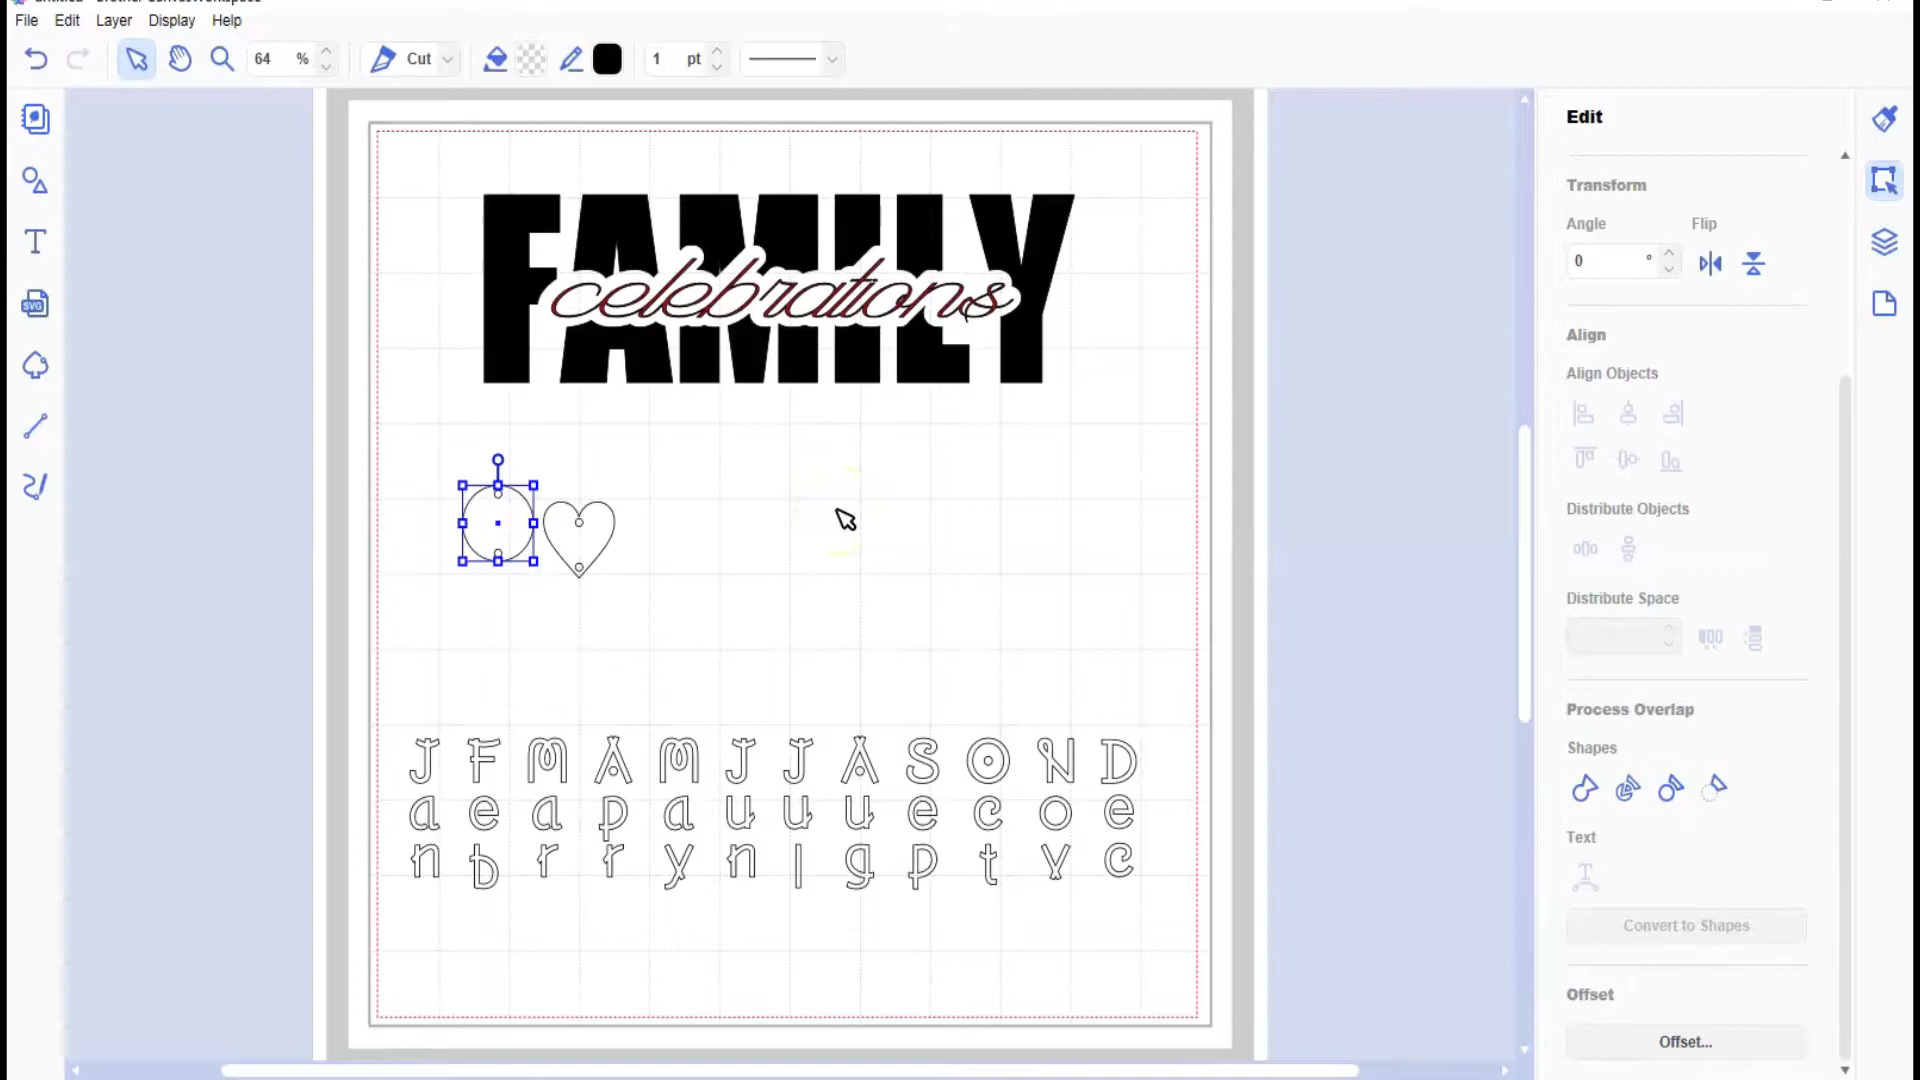 File Edit Layer Display Help
64 % Cut 1 pt
SVG
FAMILY
celebrations
J F M A M J J A S O N D
a e a p a u u u e c o e
n b r r y n l g p t v c
Edit
Transform
Angle Flip
0 °
Align
Align Objects
Distribute Objects
Distribute Space
Process Overlap
Shapes
Text
Convert to Shapes
Offset
Offset...